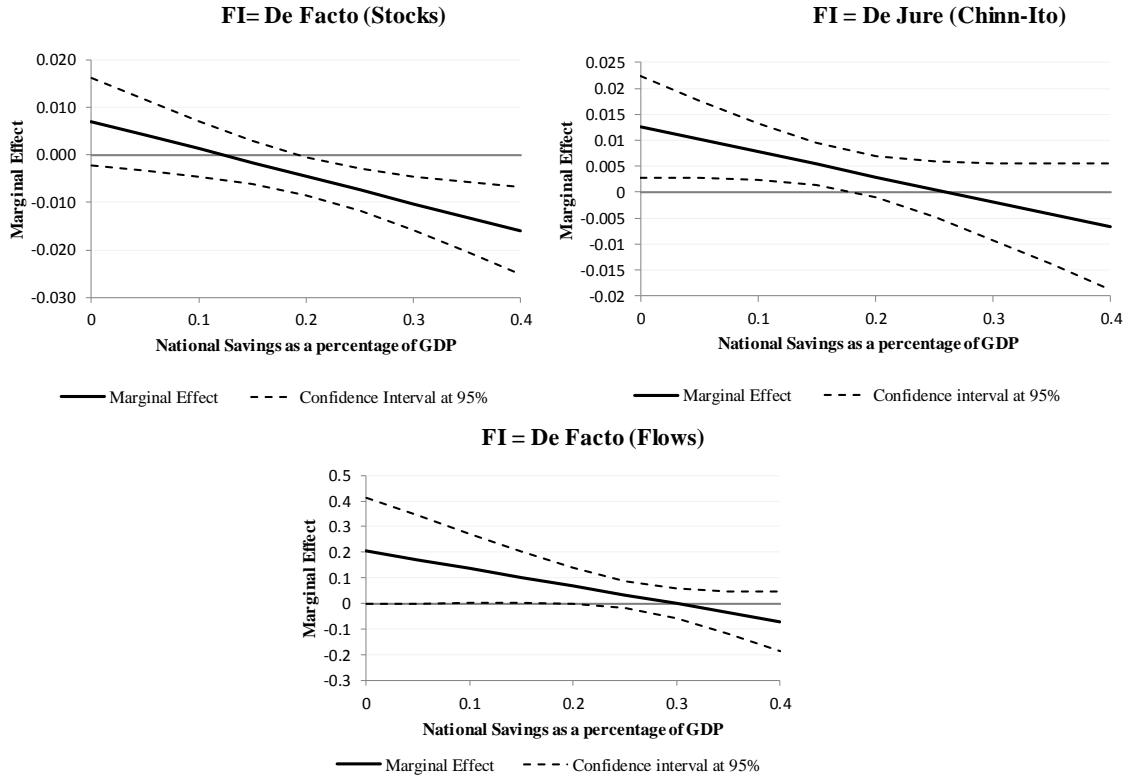 FI= De Facto (Stocks)
0.020
0.010
0.000
-0.010
-0.020
-0.030
Marginal Effect
0
0.1
0.2
0.3
0.4
National Savings as a percentage of GDP
Marginal Effect
Confidence Interval at 95%
FI = De Jure (Chinn-Ito)
0.025
0.02
0.015
0.01
0.005
0
-0.005
-0.01
-0.015
-0.02
Marginal Effect
0
0.1
0.2
0.3
0.4
National Savings as a percentage of GDP
Marginal Effect
Confidence interval at 95%
FI = De Facto (Flows)
0.5
0.4
0.3
0.2
0.1
0
-0.1
-0.2
-0.3
Marginal Effect
0
0.1
0.2
0.3
0.4
National Savings as a percentage of GDP
Marginal Effect
Confidence interval at 95%